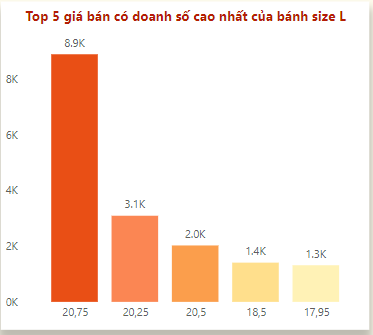 Top 5 giá bán có doanh số cao nhất của bánh size L
8.9K
8K
6K
4K
3.1K
2.0K
2K
1.4K
1.3K
0K
20,75 20,25 20,5 18,5 17,95